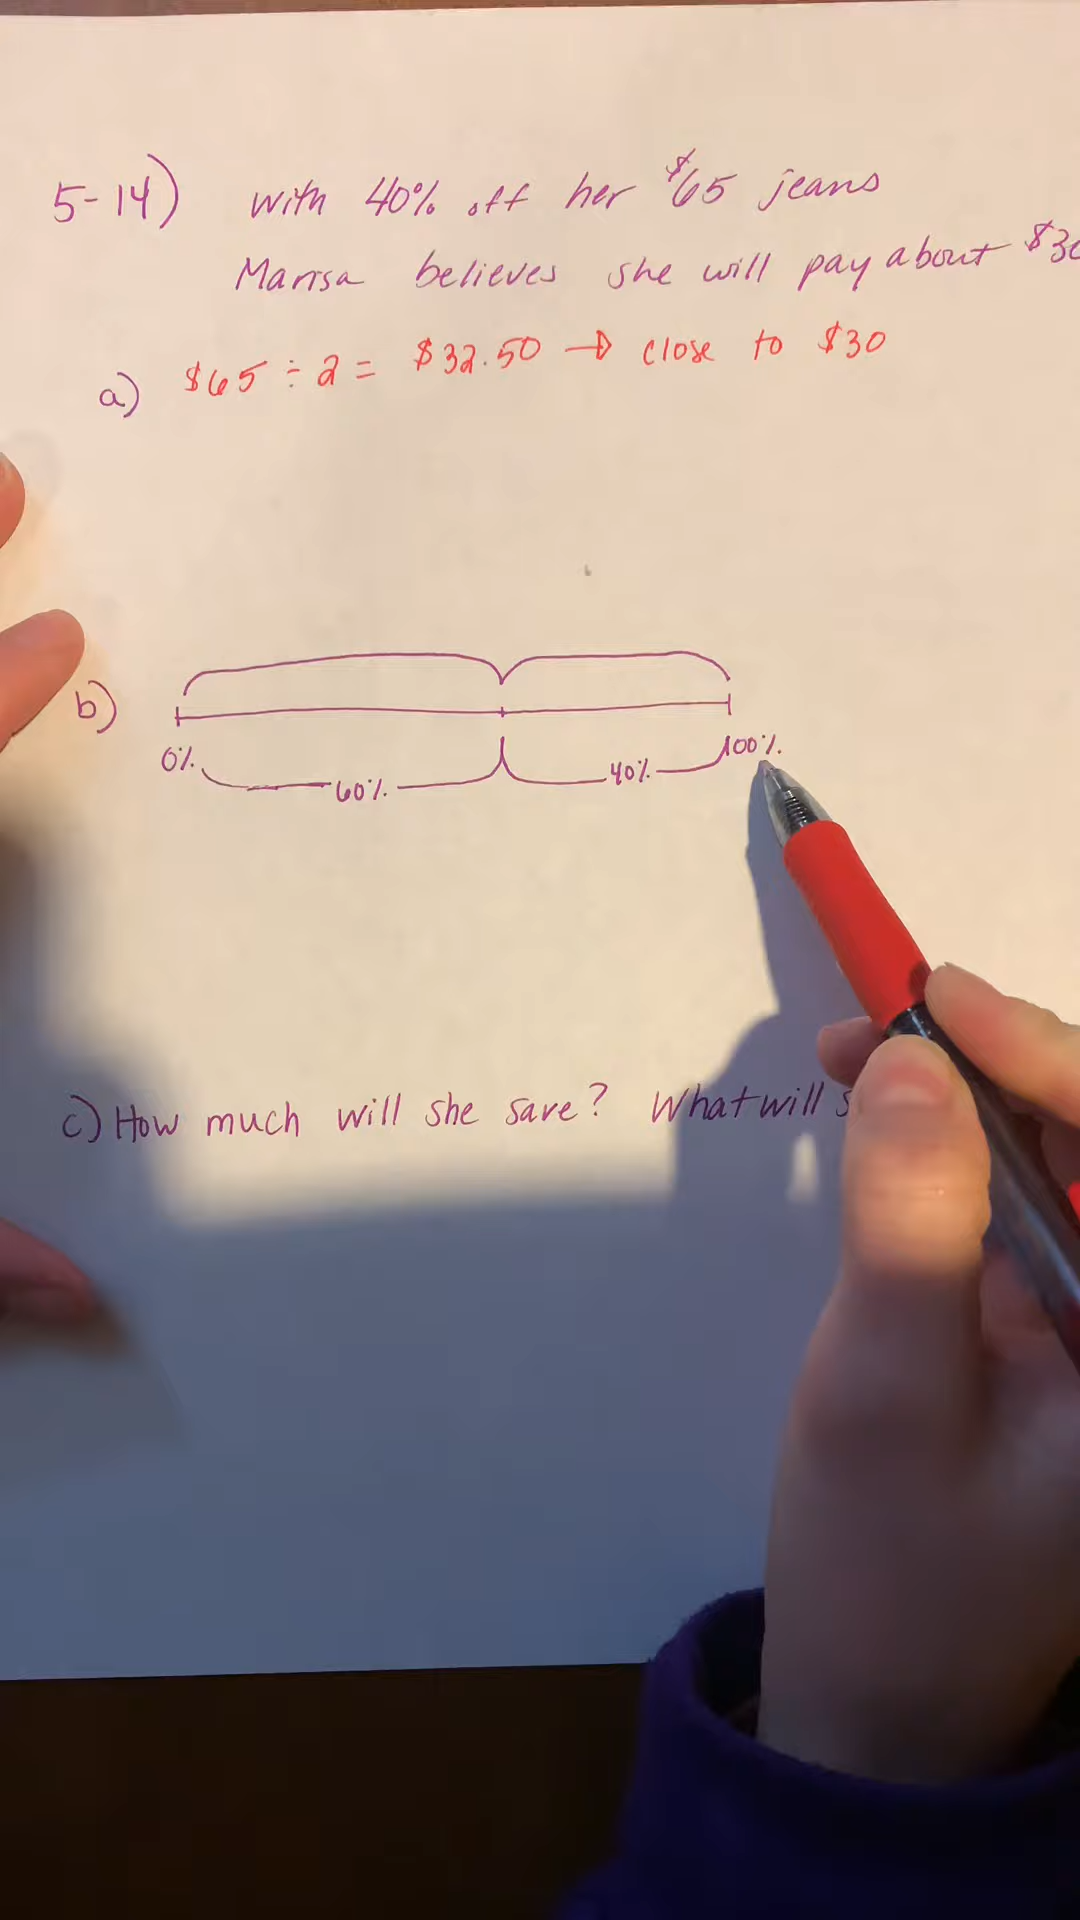 5-14) with 40% off her $65 jeans
Marisa believes she will pay about
a) $65 ÷ 2 = $32.50 → close to $30
b)
0% 60% 40% 100%
c) How much will she save? What will